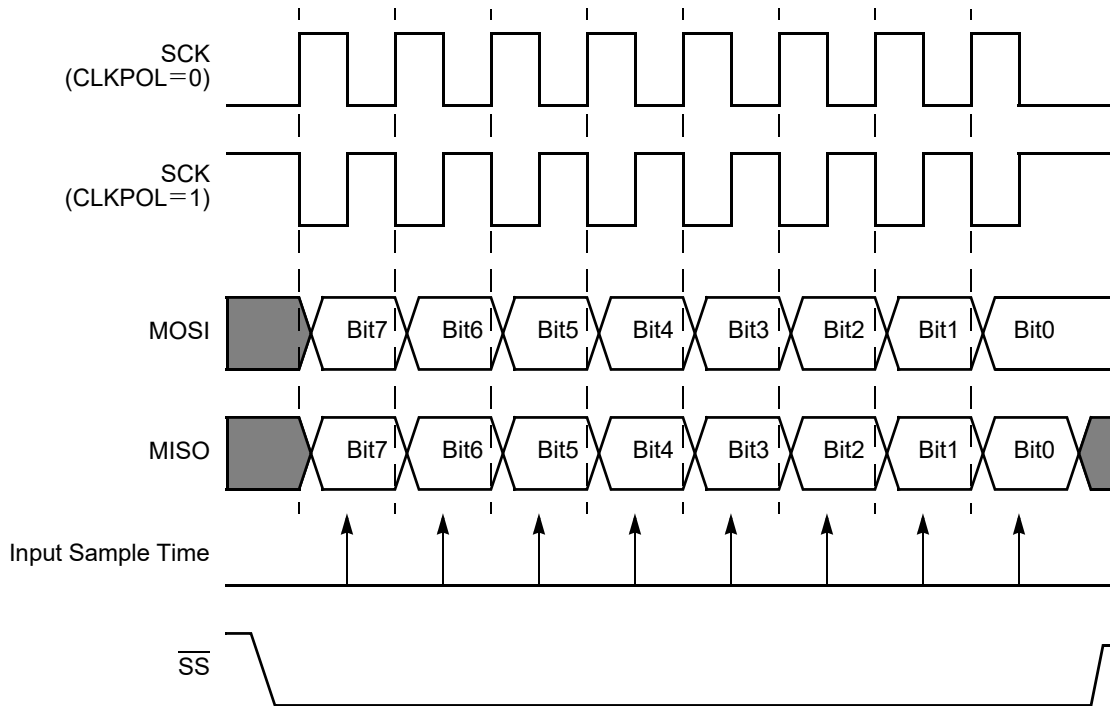 SCK
(CLKPOL=0)
SCK
(CLKPOL=1)
MOSI
Bit7 Bit6 Bit5 Bit4 Bit3 Bit2 Bit1 Bit0
MISO
Bit7 Bit6 Bit5 Bit4 Bit3 Bit2 Bit1 Bit0
Input Sample Time
SS